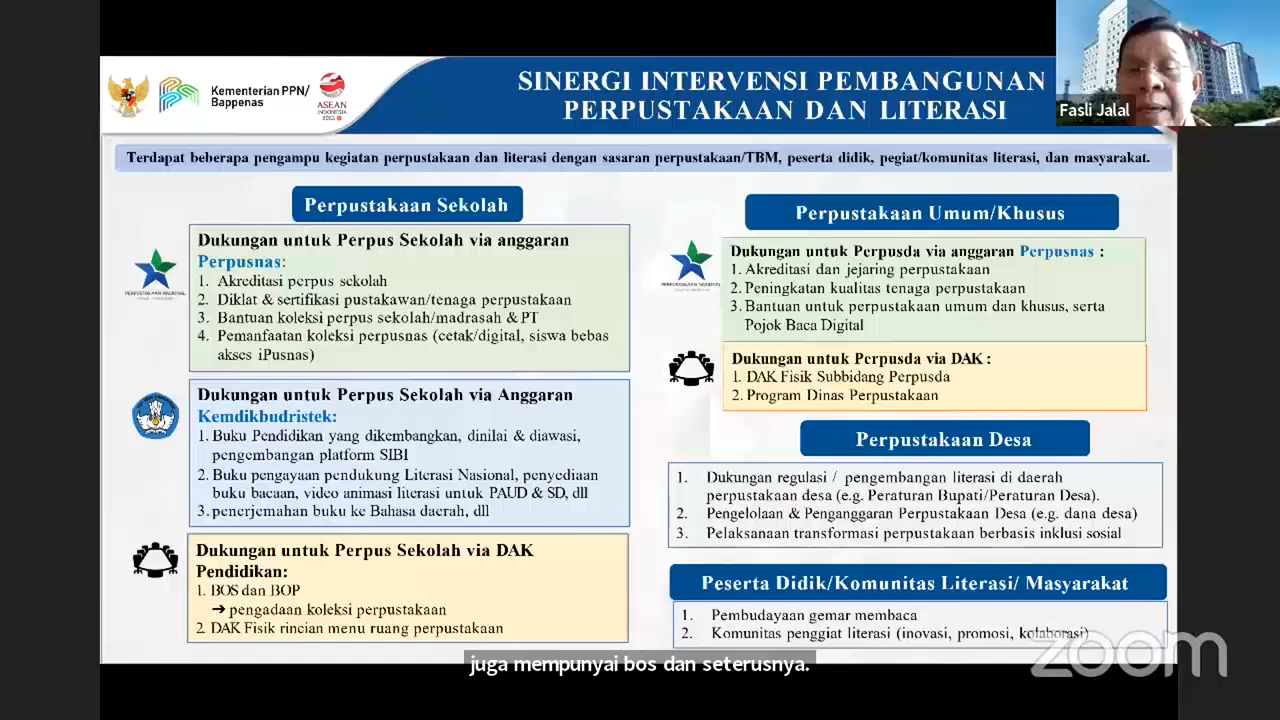 Kementerian PPN/
Bappenas
ASEAN
INDONESIA
2023
SINERGI INTERVENSI PEMBANGUNAN
PERPUSTAKAAN DAN LITERASI
Fasli Jalal
Terdapat beberapa pengampu kegiatan perpustakaan dan literasi dengan sasaran perpustakaan/TBM, peserta didik, pegiat/komunitas literasi, dan masyarakat.
Perpustakaan Sekolah
Dukungan untuk Perpus Sekolah via anggaran
Perpusnas:
1. Akreditasi perpus sekolah
2. Diklat & sertifikasi pustakawan/tenaga perpustakaan
3. Bantuan koleksi perpus sekolah/madrasah & PT
4. Pemanfaatan koleksi perpusnas (cetak/digital, siswa bebas
akses iPusnas)
PERPUSTAKAAN NASIONAL
Dukungan untuk Perpus Sekolah via Anggaran
Kemdikbudristek:
1. Buku Pendidikan yang dikembangkan, dinilai & diawasi,
pengembangan platform SIBI
2. Buku pengayaan pendukung Literasi Nasional, penyediaan
buku bacaan, video animasi literasi untuk PAUD & SD, dll
3. penerjemahan buku ke Bahasa daerah, dll
Dukungan untuk Perpus Sekolah via DAK
Pendidikan:
1. BOS dan BOP
➔ pengadaan koleksi perpustakaan
2. DAK Fisik rincian menu ruang perpustakaan
Perpustakaan Umum/Khusus
PERPUSTAKAAN NASIONAL
Dukungan untuk Perpusda via anggaran Perpusnas :
1. Akreditasi dan jejaring perpustakaan
2. Peningkatan kualitas tenaga perpustakaan
3. Bantuan untuk perpustakaan umum dan khusus, serta
Pojok Baca Digital
Dukungan untuk Perpusda via DAK :
1. DAK Fisik Subbidang Perpusda
2. Program Dinas Perpustakaan
Perpustakaan Desa
1. Dukungan regulasi / pengembangan literasi di daerah
perpustakaan desa (e.g. Peraturan Bupati/Peraturan Desa).
2. Pengelolaan & Penganggaran Perpustakaan Desa (e.g. dana desa)
3. Pelaksanaan transformasi perpustakaan berbasis inklusi sosial
Peserta Didik/Komunitas Literasi/ Masyarakat
1. Pembudayaan gemar membaca
2. Komunitas penggiat literasi (inovasi, promosi, kolaborasi)
zoom
juga mempunyai bos dan seterusnya.